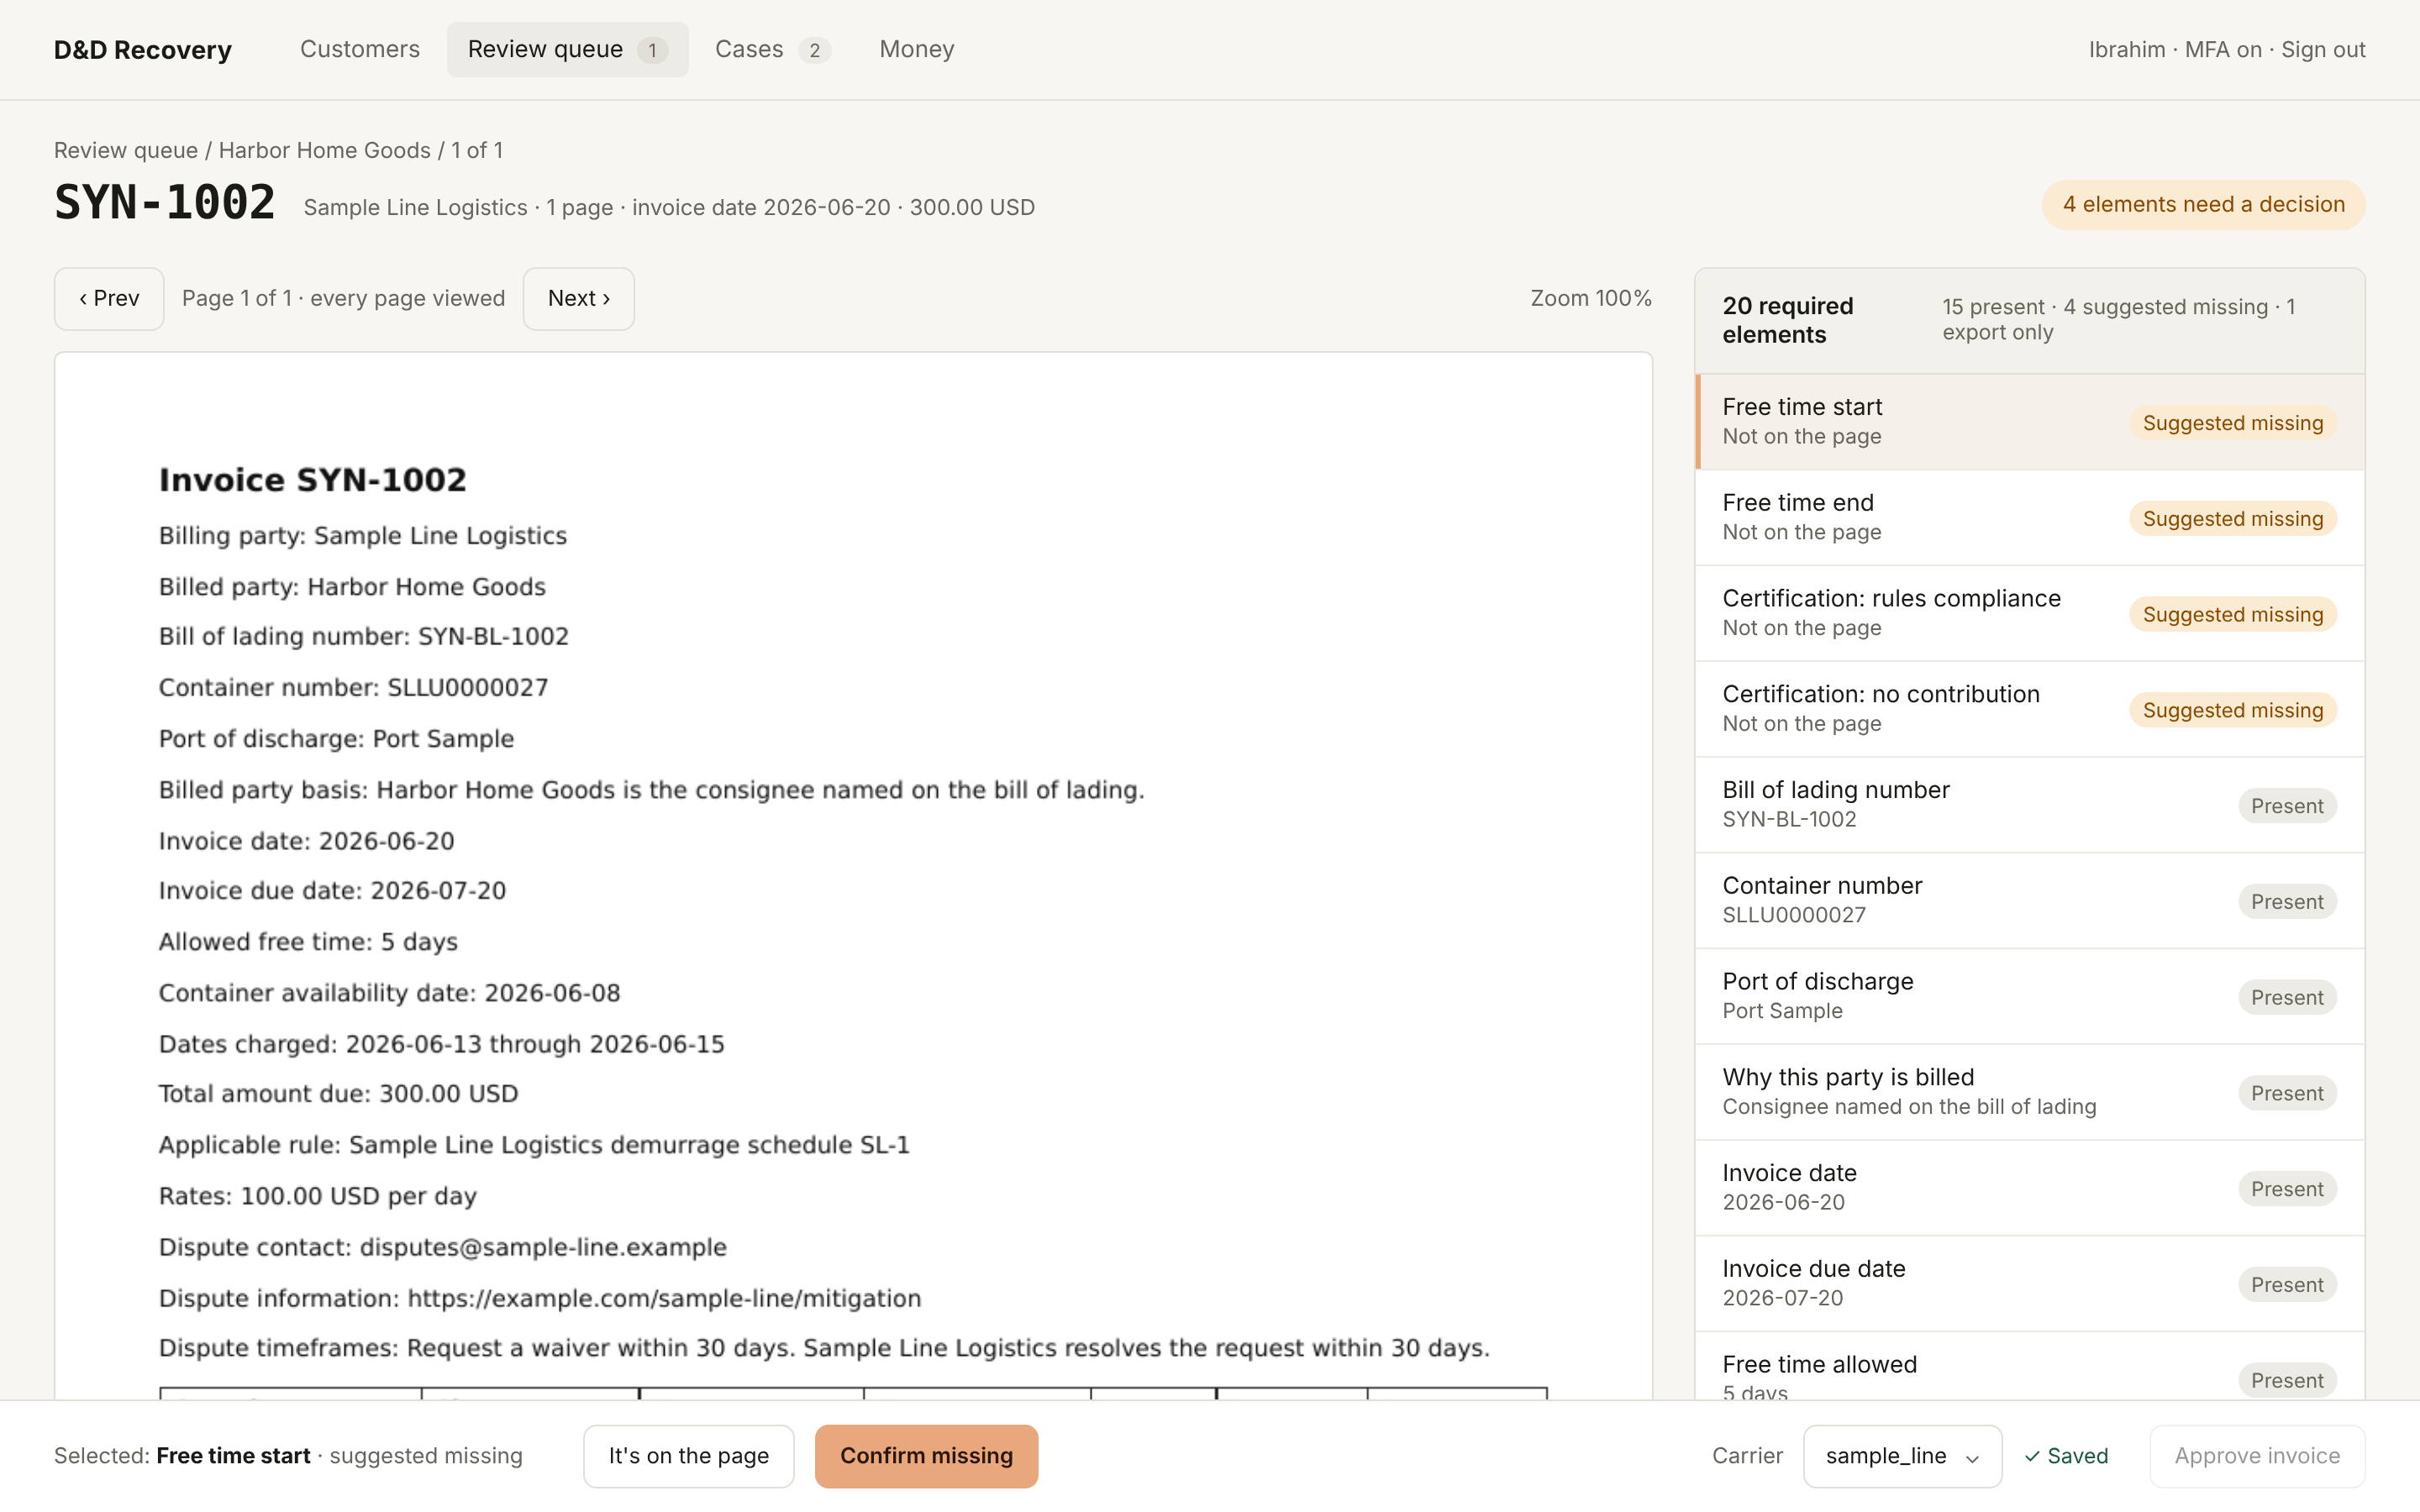 D&D Recovery
Customers
Review queue 1
Cases 2
Money
Ibrahim · MFA on · Sign out
Review queue / Harbor Home Goods / 1 of 1
SYN-1002
Sample Line Logistics · 1 page · invoice date 2026-06-20 · 300.00 USD
4 elements need a decision
‹ Prev
Page 1 of 1 · every page viewed
Next ›
Zoom 100%
Invoice SYN-1002
Billing party: Sample Line Logistics
Billed party: Harbor Home Goods
Bill of lading number: SYN-BL-1002
Container number: SLLU0000027
Port of discharge: Port Sample
Billed party basis: Harbor Home Goods is the consignee named on the bill of lading.
Invoice date: 2026-06-20
Invoice due date: 2026-07-20
Allowed free time: 5 days
Container availability date: 2026-06-08
Dates charged: 2026-06-13 through 2026-06-15
Total amount due: 300.00 USD
Applicable rule: Sample Line Logistics demurrage schedule SL-1
Rates: 100.00 USD per day
Dispute contact: disputes@sample-line.example
Dispute information: https://example.com/sample-line/mitigation
Dispute timeframes: Request a waiver within 30 days. Sample Line Logistics resolves the request within 30 days.
20 required
elements
15 present · 4 suggested missing · 1
export only
Free time start
Not on the page
Suggested missing
Free time end
Not on the page
Suggested missing
Certification: rules compliance
Not on the page
Suggested missing
Certification: no contribution
Not on the page
Suggested missing
Bill of lading number
SYN-BL-1002
Present
Container number
SLLU0000027
Present
Port of discharge
Port Sample
Present
Why this party is billed
Consignee named on the bill of lading
Present
Invoice date
2026-06-20
Present
Invoice due date
2026-07-20
Present
Free time allowed
5 days
Present
Selected: Free time start · suggested missing
It's on the page
Confirm missing
Carrier
sample_line
✓ Saved
Approve invoice